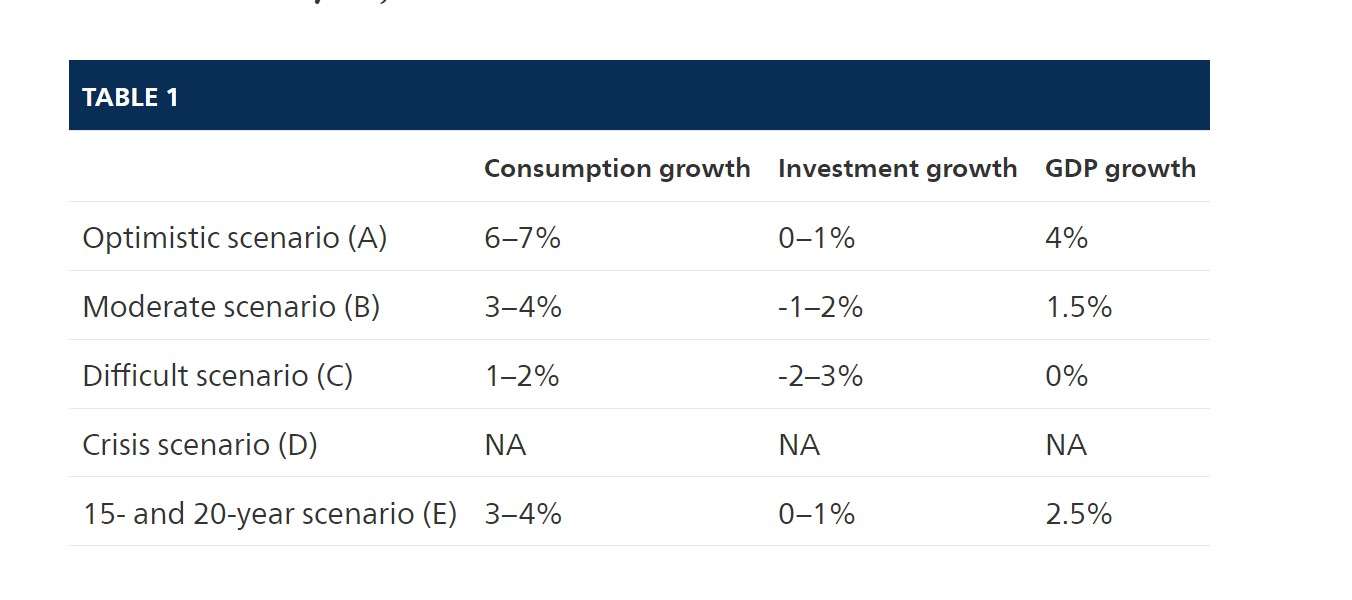 TABLE 1
Consumption growth Investment growth GDP growth
Optimistic scenario (A) 6–7% 0–1% 4%
Moderate scenario (B) 3–4% -1–2% 1.5%
Difficult scenario (C) 1–2% -2–3% 0%
Crisis scenario (D) NA NA NA
15- and 20-year scenario (E) 3–4% 0–1% 2.5%